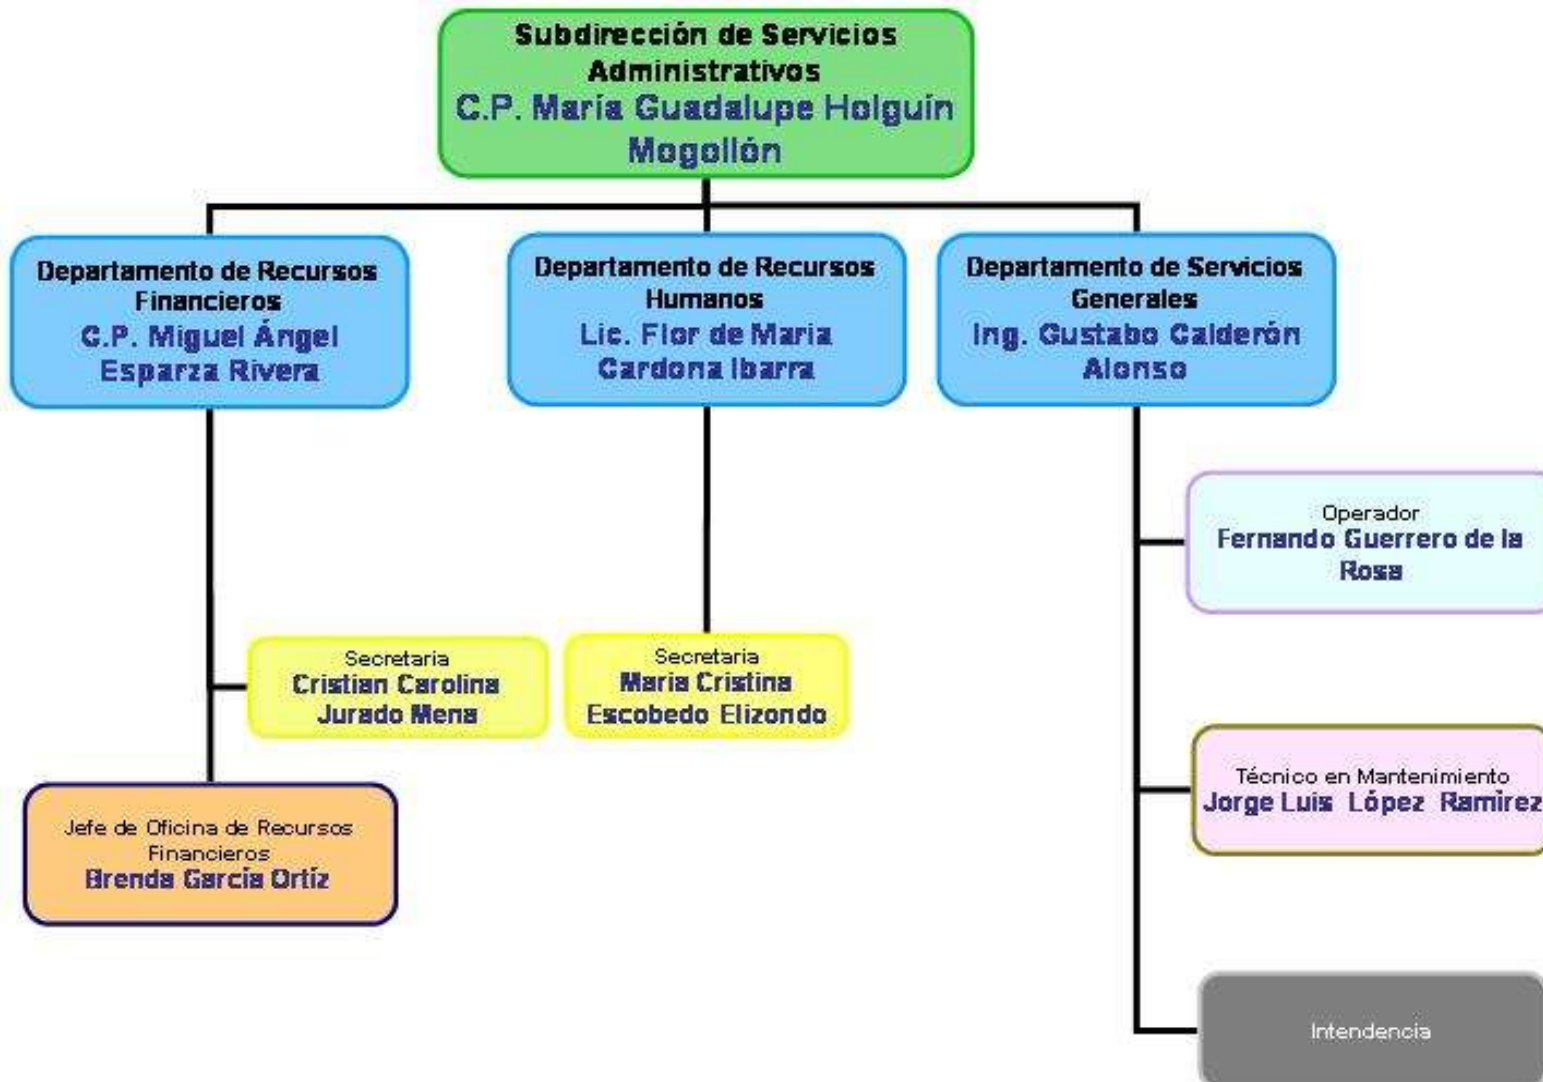 Subdirección de Servicios
Administrativos
C.P. María Guadalupe Holguín
Mogollón
Departamento de Recursos
Financieros
C.P. Miguel Ángel
Esparza Rivera
Departamento de Recursos
Humanos
Lic. Flor de Maria
Cardona Ibarra
Departamento de Servicios
Generales
Ing. Gustabo Calderón
Alonso
Operador
Fernando Guerrero de la
Rosa
Secretaria
Cristian Carolina
Jurado Mena
Secretaria
Maria Cristina
Escobedo Elizondo
Técnico en Mantenimiento
Jorge Luis López Ramirez
Jefe de Oficina de Recursos
Financieros
Brenda García Ortíz
Intendencia